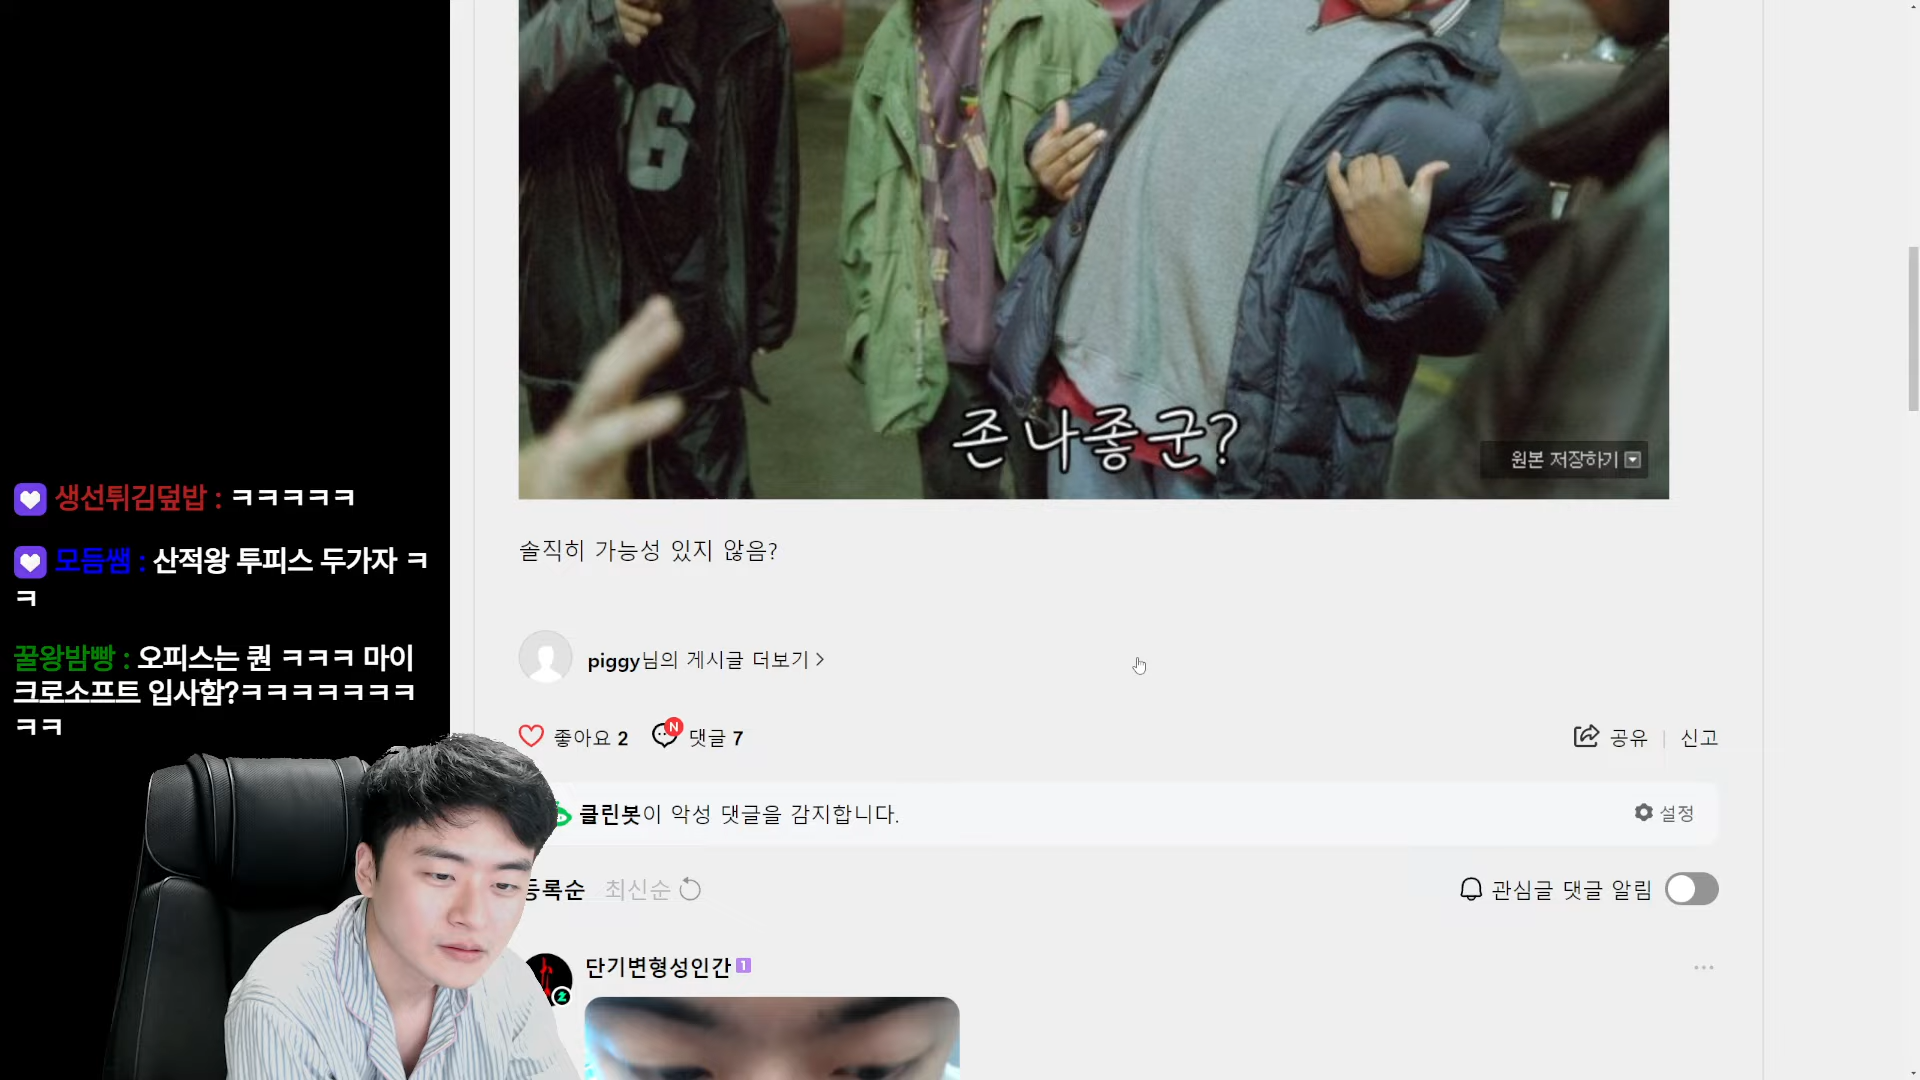 6
존나좋군?
원본 저장하기
솔직히 가능성 있지 않음?
piggy님의 게시글 더보기 >
좋아요 2
N
댓글 7
공유 | 신고
클린봇이 악성 댓글을 감지합니다.
설정
등록순 최신순
관심글 댓글 알림
단기변형성인간 1
생선튀김덮밥 : ㅋㅋㅋㅋㅋ
모듬쌤 : 산적왕 투피스 두가자 ㅋ
ㅋ
꿀왕밤빵 : 오피스는 퀀 ㅋㅋㅋ 마이
크로소프트 입사함?ㅋㅋㅋㅋㅋㅋㅋ
ㅋㅋ